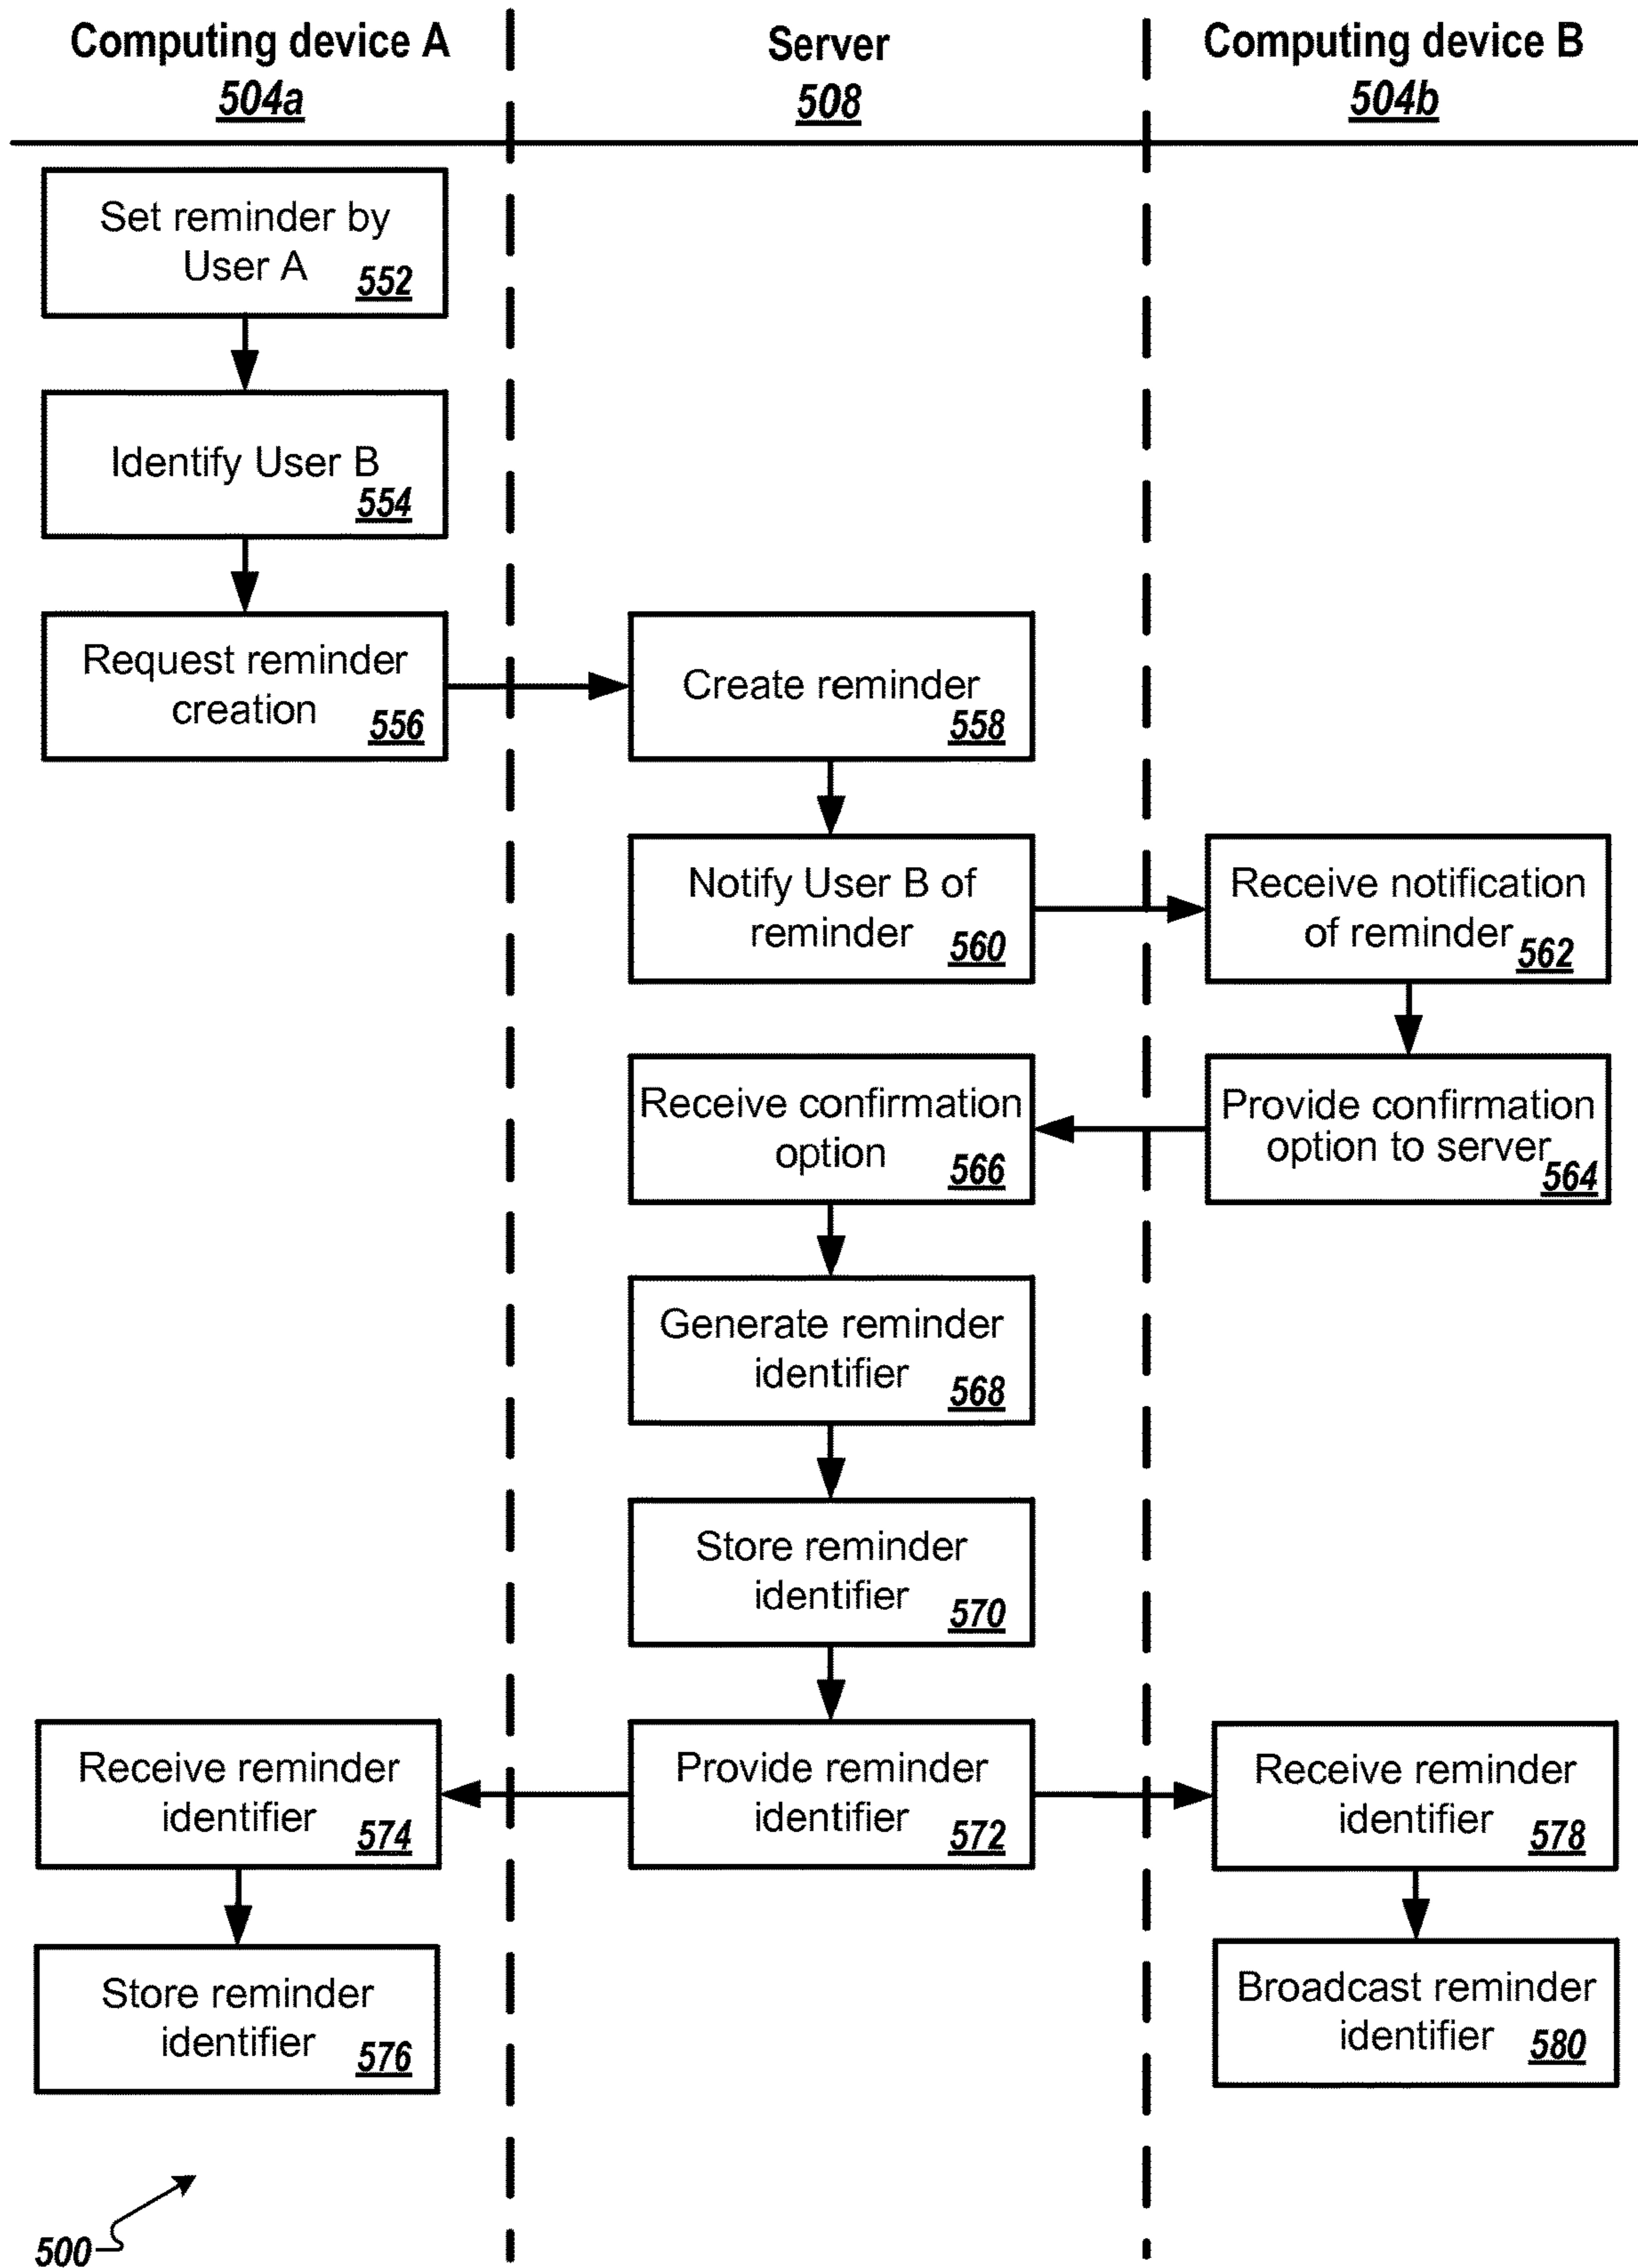 Computing device A
504a
Server
508
Computing device B
504b
Set reminder by
User A
552
Identify User B
554
Request reminder
creation
556
Create reminder
558
Notify User B of
reminder
560
Receive notification
of reminder
562
Receive confirmation
option
566
Provide confirmation
option to server
564
Generate reminder
identifier
568
Store reminder
identifier
570
Receive reminder
identifier
574
Provide reminder
identifier
572
Receive reminder
identifier
578
Store reminder
identifier
576
Broadcast reminder
identifier
580
500